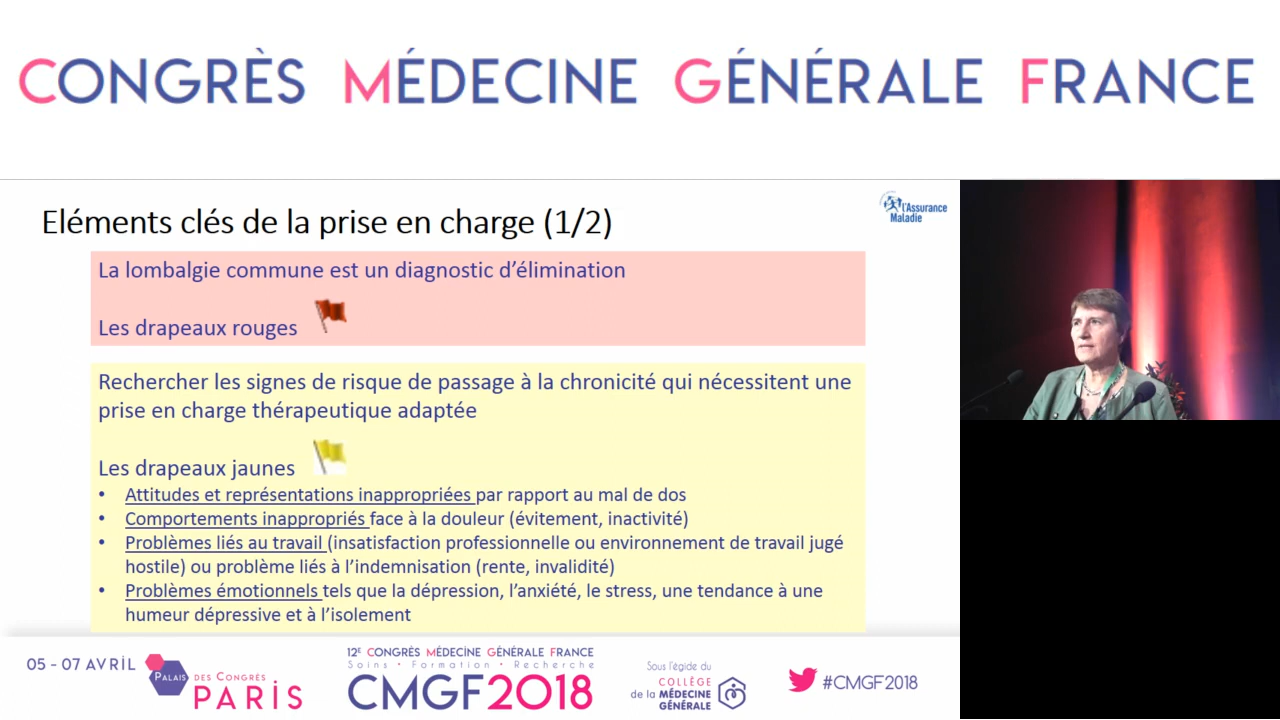 CONGRÈS MÉDECINE GÉNÉRALE FRANCE
l'Assurance
Maladie
Eléments clés de la prise en charge (1/2)
La lombalgie commune est un diagnostic d'élimination
Les drapeaux rouges
Rechercher les signes de risque de passage à la chronicité qui nécessitent une
prise en charge thérapeutique adaptée
Les drapeaux jaunes
• Attitudes et représentations inappropriées par rapport au mal de dos
• Comportements inappropriés face à la douleur (évitement, inactivité)
• Problèmes liés au travail (insatisfaction professionnelle ou environnement de travail jugé
hostile) ou problème liés à l'indemnisation (rente, invalidité)
• Problèmes émotionnels tels que la dépression, l'anxiété, le stress, une tendance à une
humeur dépressive et à l'isolement
05 - 07 AVRIL
PALAIS DES CONGRÈS
PARIS
12E CONGRÈS MÉDECINE GÉNÉRALE FRANCE
Soins • Formation • Recherche
CMGF2018
Sous l'égide du
COLLÈGE
de la MÉDECINE
GÉNÉRALE
#CMGF2018